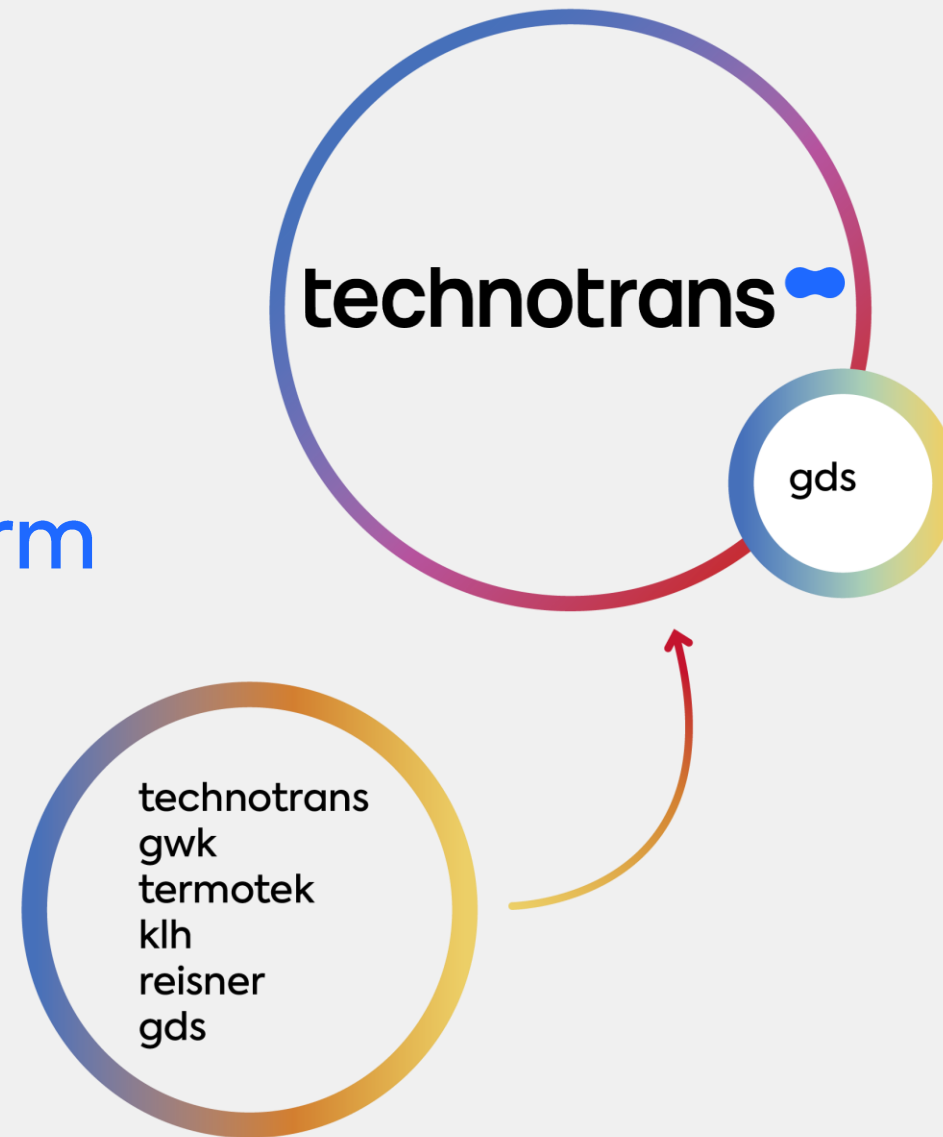 technotrans
gds
rm
technotrans
gwk
termotek
klh
reisner
gds